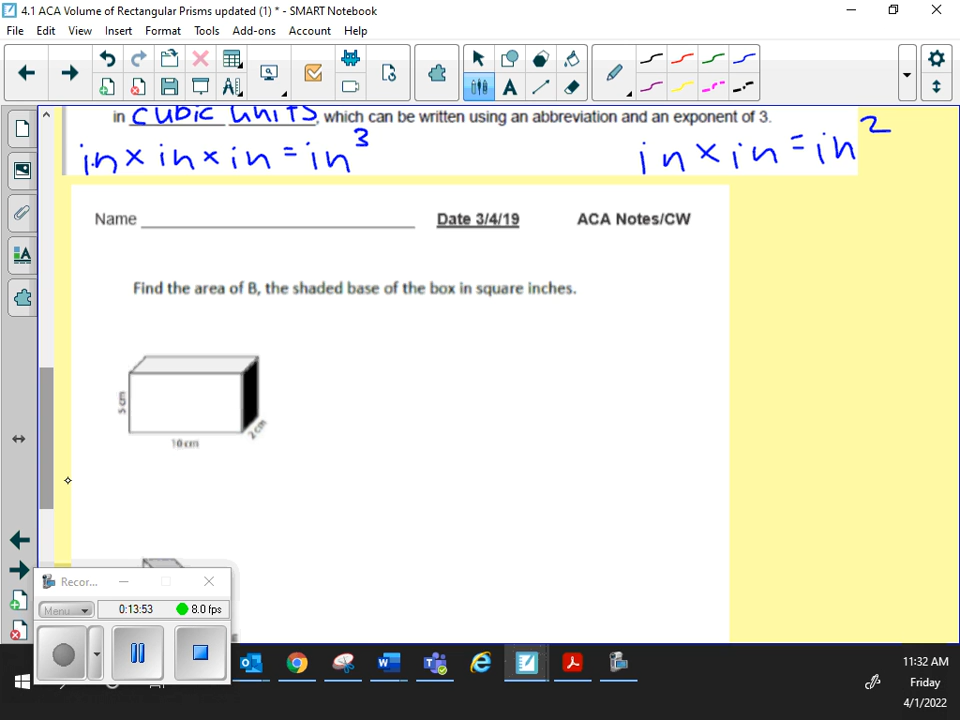 4.1 ACA Volume of Rectangular Prisms updated (1) * - SMART Notebook
File Edit View Insert Format Tools Add-ons Account Help
in cubic units, which can be written using an abbreviation and an exponent of 3.
in x in x in = in³ in x in = in²
Name Date 3/4/19 ACA Notes/CW
Find the area of B, the shaded base of the box in square inches.
5 cm
2 cm
10 cm
Recor...
Menu 0:13:53 8.0 fps
11:32 AM
Friday
4/1/2022